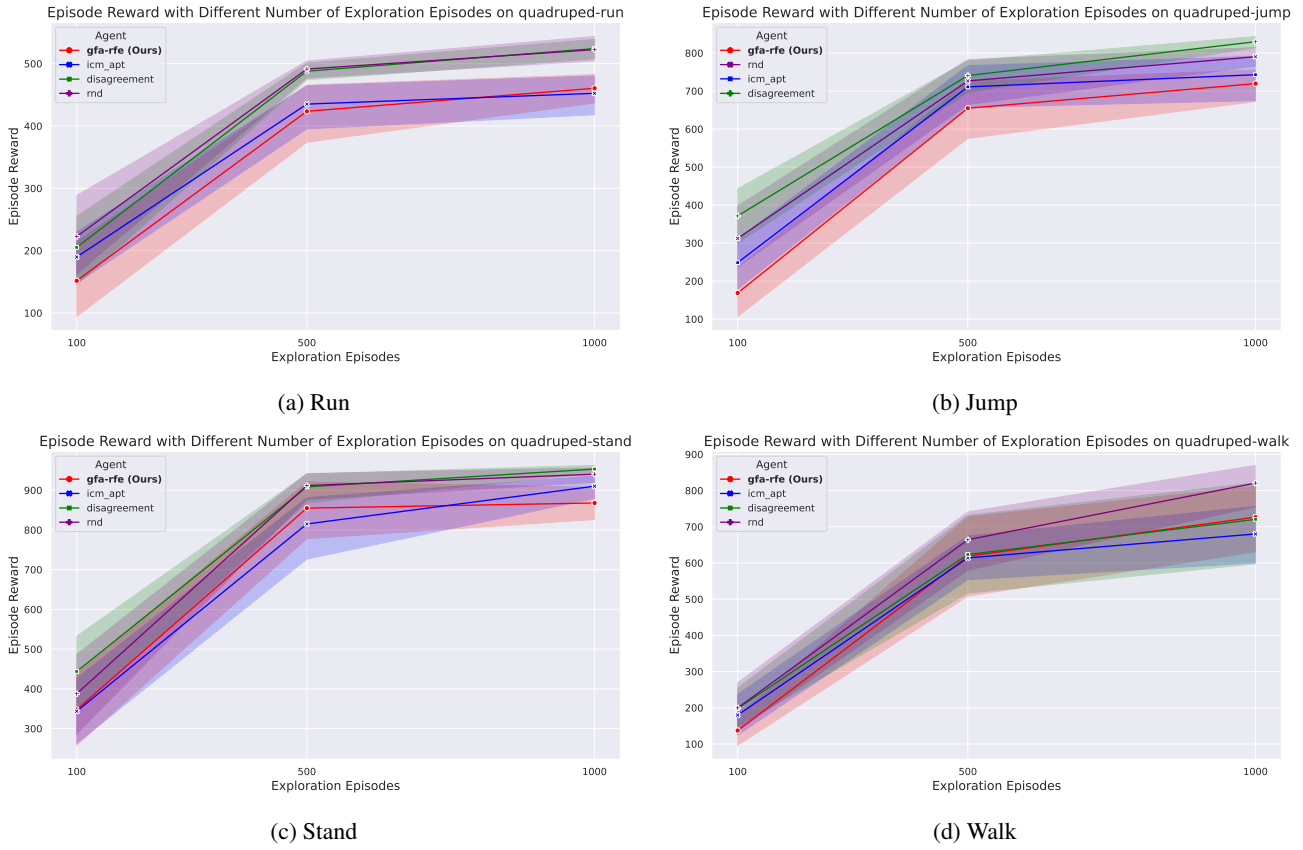 Episode Reward with Different Number of Exploration Episodes on quadruped-run
Agent
gfa-rfe (Ours)
icm_apt
disagreement
rnd
Episode Reward
500
400
300
200
100
100
500
1000
Exploration Episodes
(a) Run
Episode Reward with Different Number of Exploration Episodes on quadruped-jump
Agent
gfa-rfe (Ours)
rnd
icm_apt
disagreement
Episode Reward
800
700
600
500
400
300
200
100
100
500
1000
Exploration Episodes
(b) Jump
Episode Reward with Different Number of Exploration Episodes on quadruped-stand
Agent
gfa-rfe (Ours)
icm_apt
disagreement
rnd
Episode Reward
900
800
700
600
500
400
300
100
500
1000
Exploration Episodes
(c) Stand
Episode Reward with Different Number of Exploration Episodes on quadruped-walk
Agent
gfa-rfe (Ours)
icm_apt
disagreement
rnd
Episode Reward
900
800
700
600
500
400
300
200
100
100
500
1000
Exploration Episodes
(d) Walk